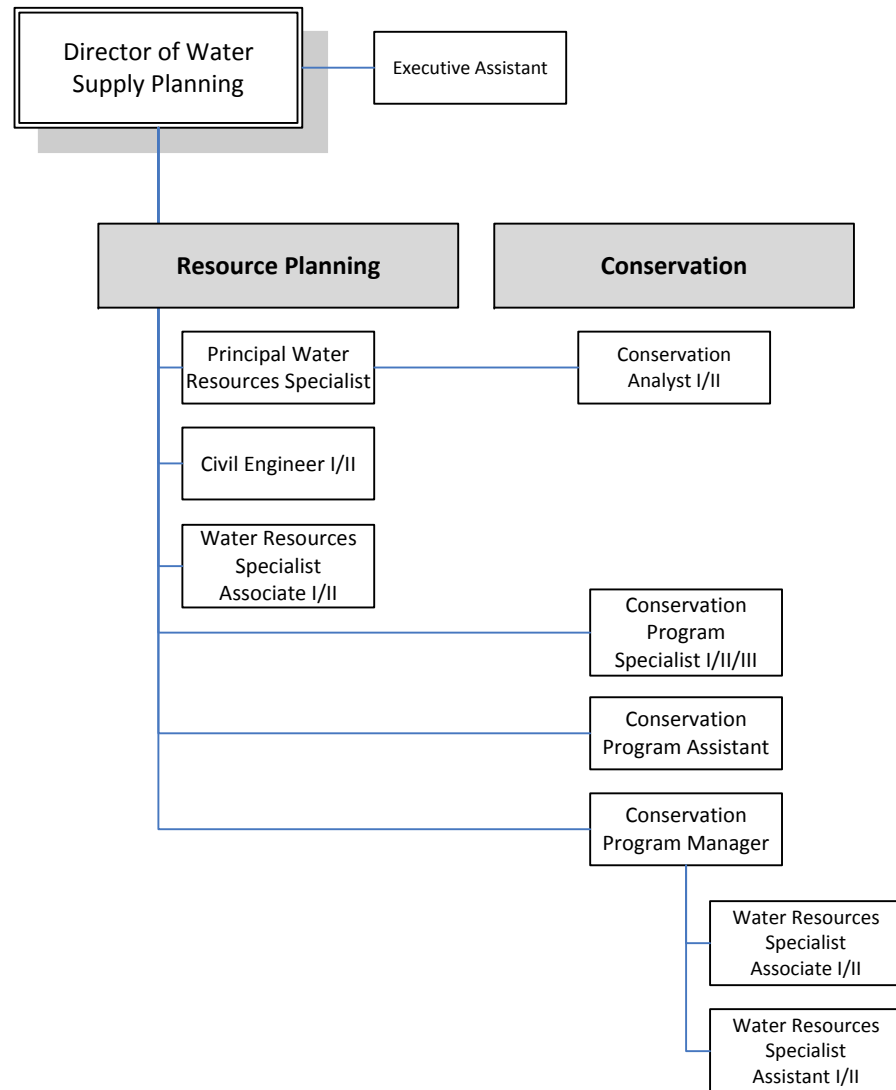 Director of Water
Supply Planning
Executive Assistant
Resource Planning
Conservation
Principal Water
Resources Specialist
Conservation
Analyst I/II
Civil Engineer I/II
Water Resources
Specialist
Associate I/II
Conservation
Program
Specialist I/II/III
Conservation
Program Assistant
Conservation
Program Manager
Water Resources
Specialist
Associate I/II
Water Resources
Specialist
Assistant I/II